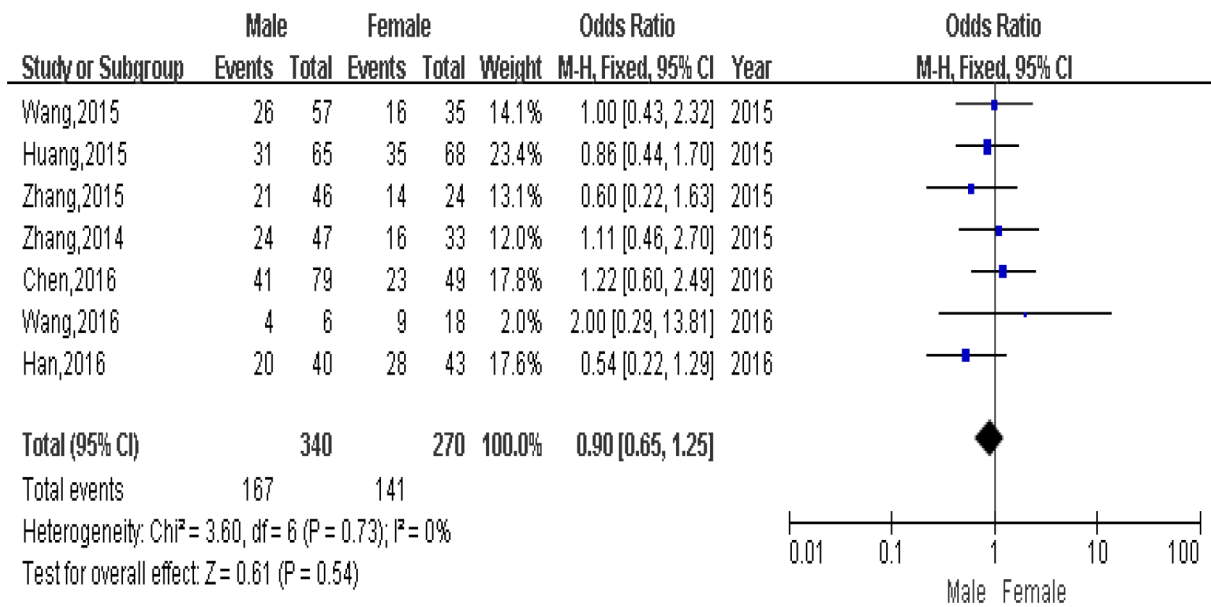 Male Female Odds Ratio Odds Ratio
Study or Subgroup Events Total Events Total Weight M-H, Fixed, 95% CI Year M-H, Fixed, 95% CI
Wang,2015 26 57 16 35 14.1% 1.00 [0.43, 2.32] 2015
Huang,2015 31 65 35 68 23.4% 0.86 [0.44, 1.70] 2015
Zhang,2015 21 46 14 24 13.1% 0.60 [0.22, 1.63] 2015
Zhang,2014 24 47 16 33 12.0% 1.11 [0.46, 2.70] 2015
Chen,2016 41 79 23 49 17.8% 1.22 [0.60, 2.49] 2016
Wang,2016 4 6 9 18 2.0% 2.00 [0.29, 13.81] 2016
Han,2016 20 40 28 43 17.6% 0.54 [0.22, 1.29] 2016
Total (95% CI) 340 270 100.0% 0.90 [0.65, 1.25]
Total events 167 141
Heterogeneity: Chi² = 3.60, df = 6 (P = 0.73); I² = 0%
Test for overall effect: Z = 0.61 (P = 0.54)
0.01 0.1 1 10 100
Male Female